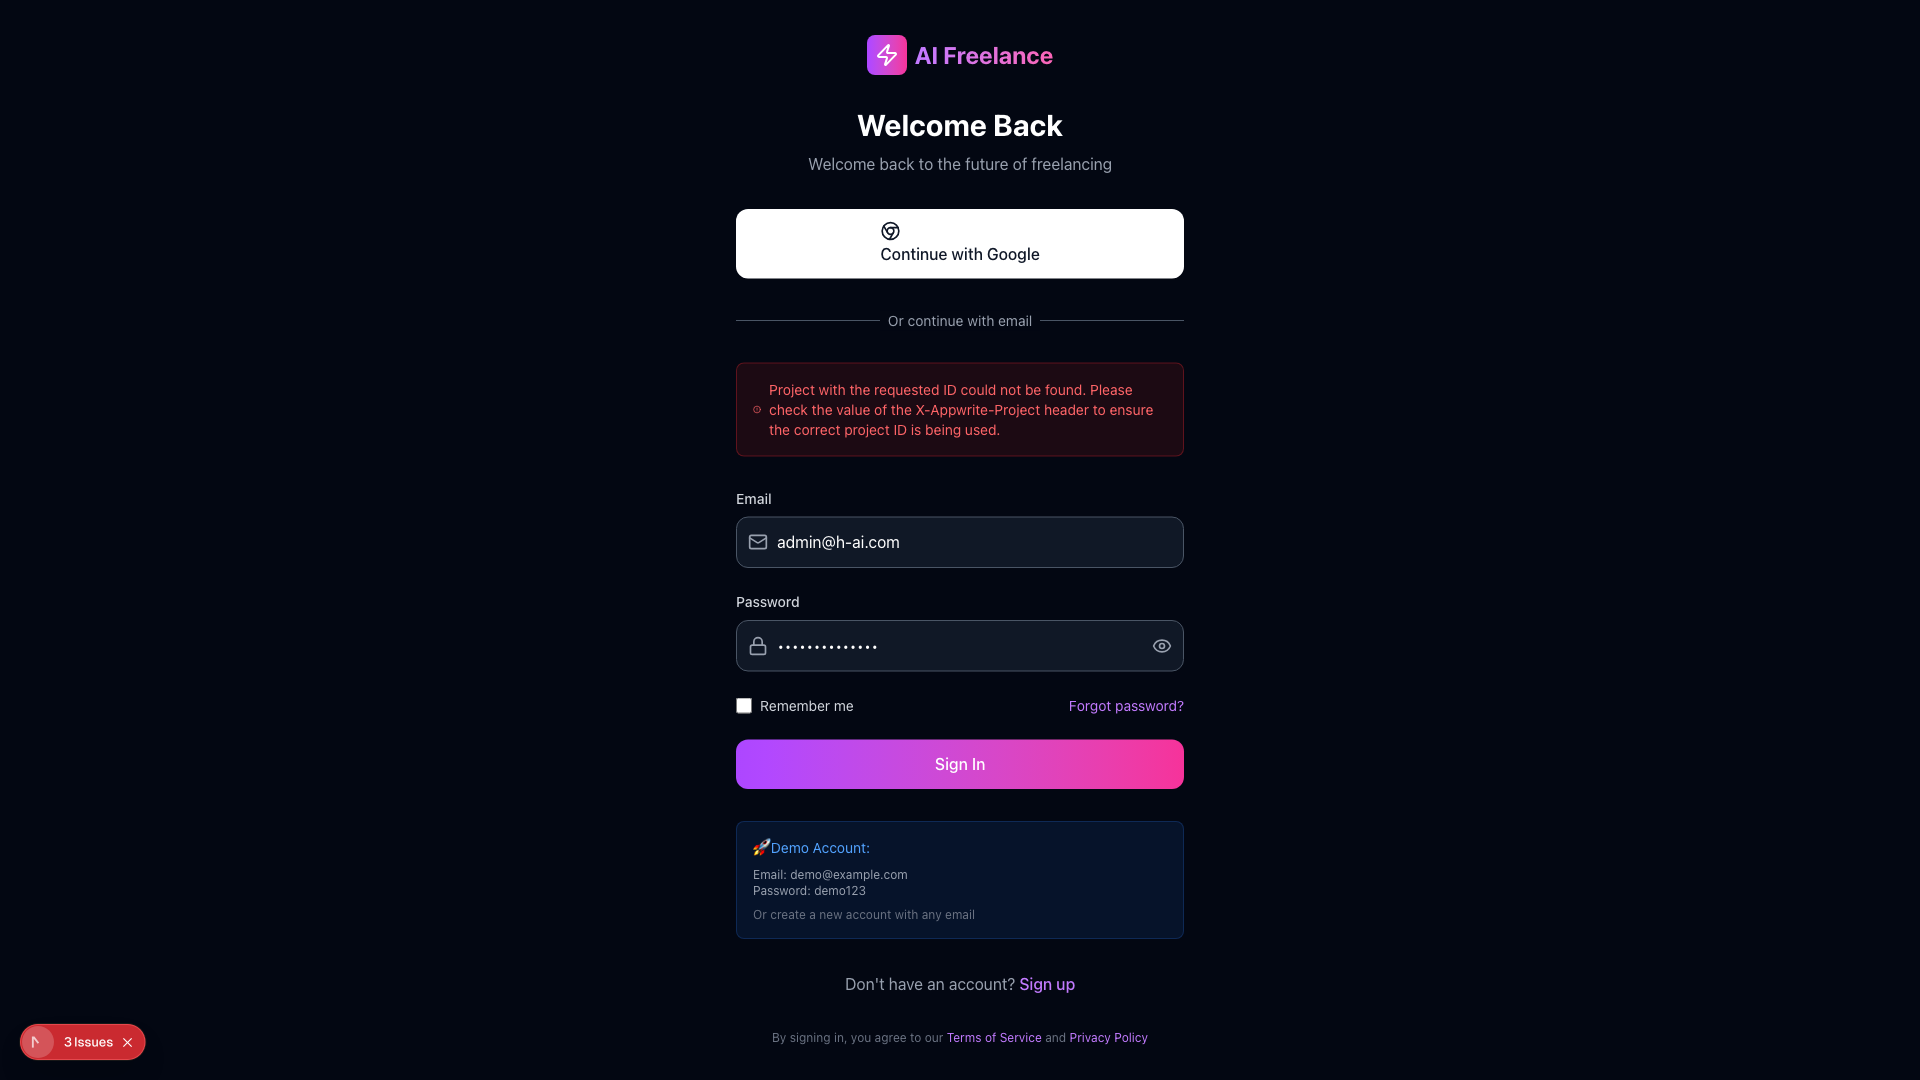 AI Freelance
Welcome Back
Welcome back to the future of freelancing
Continue with Google
Or continue with email
Project with the requested ID could not be found. Please
check the value of the X-Appwrite-Project header to ensure
the correct project ID is being used.
Email
admin@h-ai.com
Password
••••••••••••••
Remember me
Forgot password?
Sign In
🚀Demo Account:
Email: demo@example.com
Password: demo123
Or create a new account with any email
Don't have an account? Sign up
3 Issues
By signing in, you agree to our Terms of Service and Privacy Policy